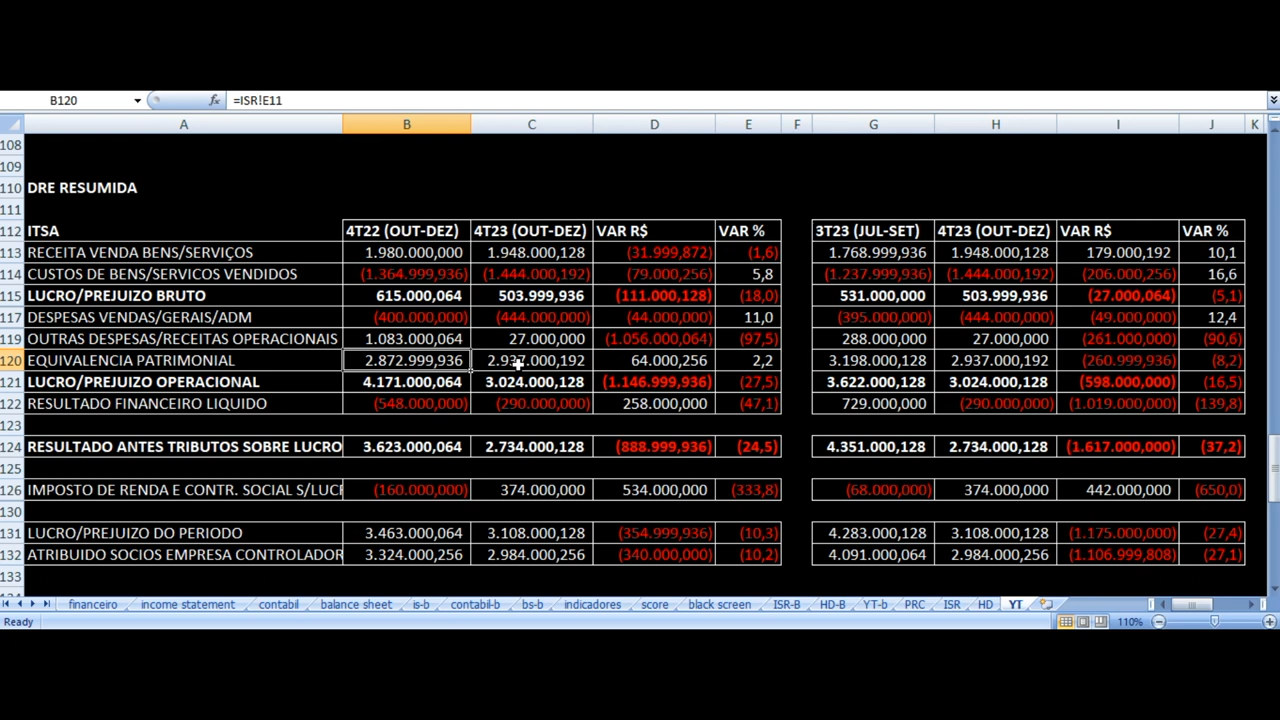 B120 fx =ISR!E11
A B C D E F G H I J K
108
109
110 DRE RESUMIDA
111
112 ITSA 4T22 (OUT-DEZ) 4T23 (OUT-DEZ) VAR R$ VAR % 3T23 (JUL-SET) 4T23 (OUT-DEZ) VAR R$ VAR %
113 RECEITA VENDA BENS/SERVIÇOS 1.980.000,000 1.948.000,128 (31.999,872) (1,6) 1.768.999,936 1.948.000,128 179.000,192 10,1
114 CUSTOS DE BENS/SERVICOS VENDIDOS (1.364.999,936) (1.444.000,192) (79.000,256) 5,8 (1.237.999,936) (1.444.000,192) (206.000,256) 16,6
115 LUCRO/PREJUIZO BRUTO 615.000,064 503.999,936 (111.000,128) (18,0) 531.000,000 503.999,936 (27.000,064) (5,1)
117 DESPESAS VENDAS/GERAIS/ADM (400.000,000) (444.000,000) (44.000,000) 11,0 (395.000,000) (444.000,000) (49.000,000) 12,4
119 OUTRAS DESPESAS/RECEITAS OPERACIONAIS 1.083.000,064 27.000,000 (1.056.000,064) (97,5) 288.000,000 27.000,000 (261.000,000) (90,6)
120 EQUIVALENCIA PATRIMONIAL 2.872.999,936 2.937.000,192 64.000,256 2,2 3.198.000,128 2.937.000,192 (260.999,936) (8,2)
121 LUCRO/PREJUIZO OPERACIONAL 4.171.000,064 3.024.000,128 (1.146.999,936) (27,5) 3.622.000,128 3.024.000,128 (598.000,000) (16,5)
122 RESULTADO FINANCEIRO LIQUIDO (548.000,000) (290.000,000) 258.000,000 (47,1) 729.000,000 (290.000,000) (1.019.000,000) (139,8)
123
124 RESULTADO ANTES TRIBUTOS SOBRE LUCRO 3.623.000,064 2.734.000,128 (888.999,936) (24,5) 4.351.000,128 2.734.000,128 (1.617.000,000) (37,2)
125
126 IMPOSTO DE RENDA E CONTR. SOCIAL S/LUCR (160.000,000) 374.000,000 534.000,000 (333,8) (68.000,000) 374.000,000 442.000,000 (650,0)
130
131 LUCRO/PREJUIZO DO PERIODO 3.463.000,064 3.108.000,128 (354.999,936) (10,3) 4.283.000,128 3.108.000,128 (1.175.000,000) (27,4)
132 ATRIBUIDO SOCIOS EMPRESA CONTROLADOR 3.324.000,256 2.984.000,256 (340.000,000) (10,2) 4.091.000,064 2.984.000,256 (1.106.999,808) (27,1)
133
financeiro income statement contabil balance sheet is-b contabil-b bs-b indicadores score black screen ISR-B HD-B YT-b PRC ISR HD YT
Ready 110%